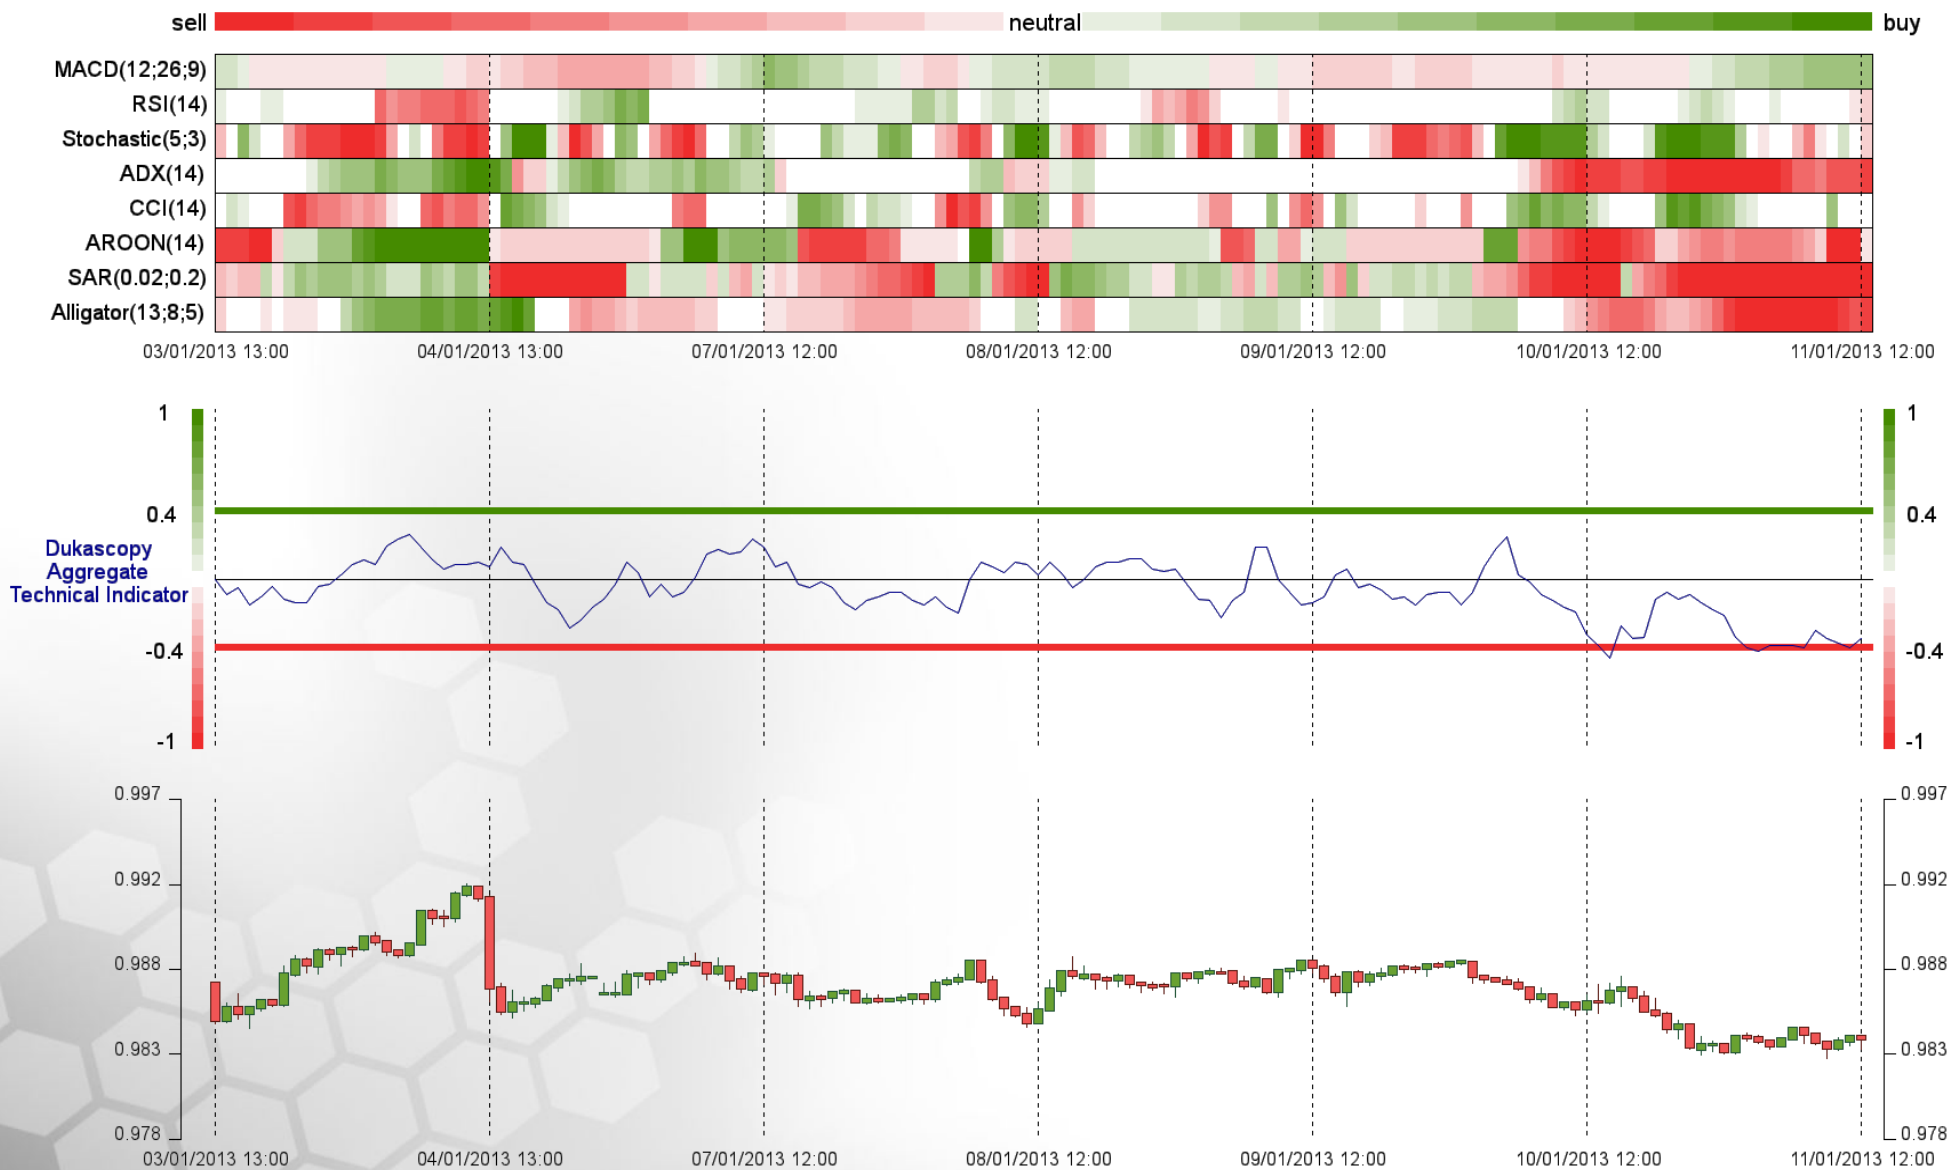 sell neutral buy
MACD(12;26;9)
RSI(14)
Stochastic(5;3)
ADX(14)
CCI(14)
AROON(14)
SAR(0.02;0.2)
Alligator(13;8;5)
03/01/2013 13:00 04/01/2013 13:00 07/01/2013 12:00 08/01/2013 12:00 09/01/2013 12:00 10/01/2013 12:00 11/01/2013 12:00
1 1
0.4 0.4
Dukascopy
Aggregate
Technical Indicator
-0.4 -0.4
-1 -1
0.997 0.997
0.992 0.992
0.988 0.988
0.983 0.983
0.978 0.978
03/01/2013 13:00 04/01/2013 13:00 07/01/2013 12:00 08/01/2013 12:00 09/01/2013 12:00 10/01/2013 12:00 11/01/2013 12:00